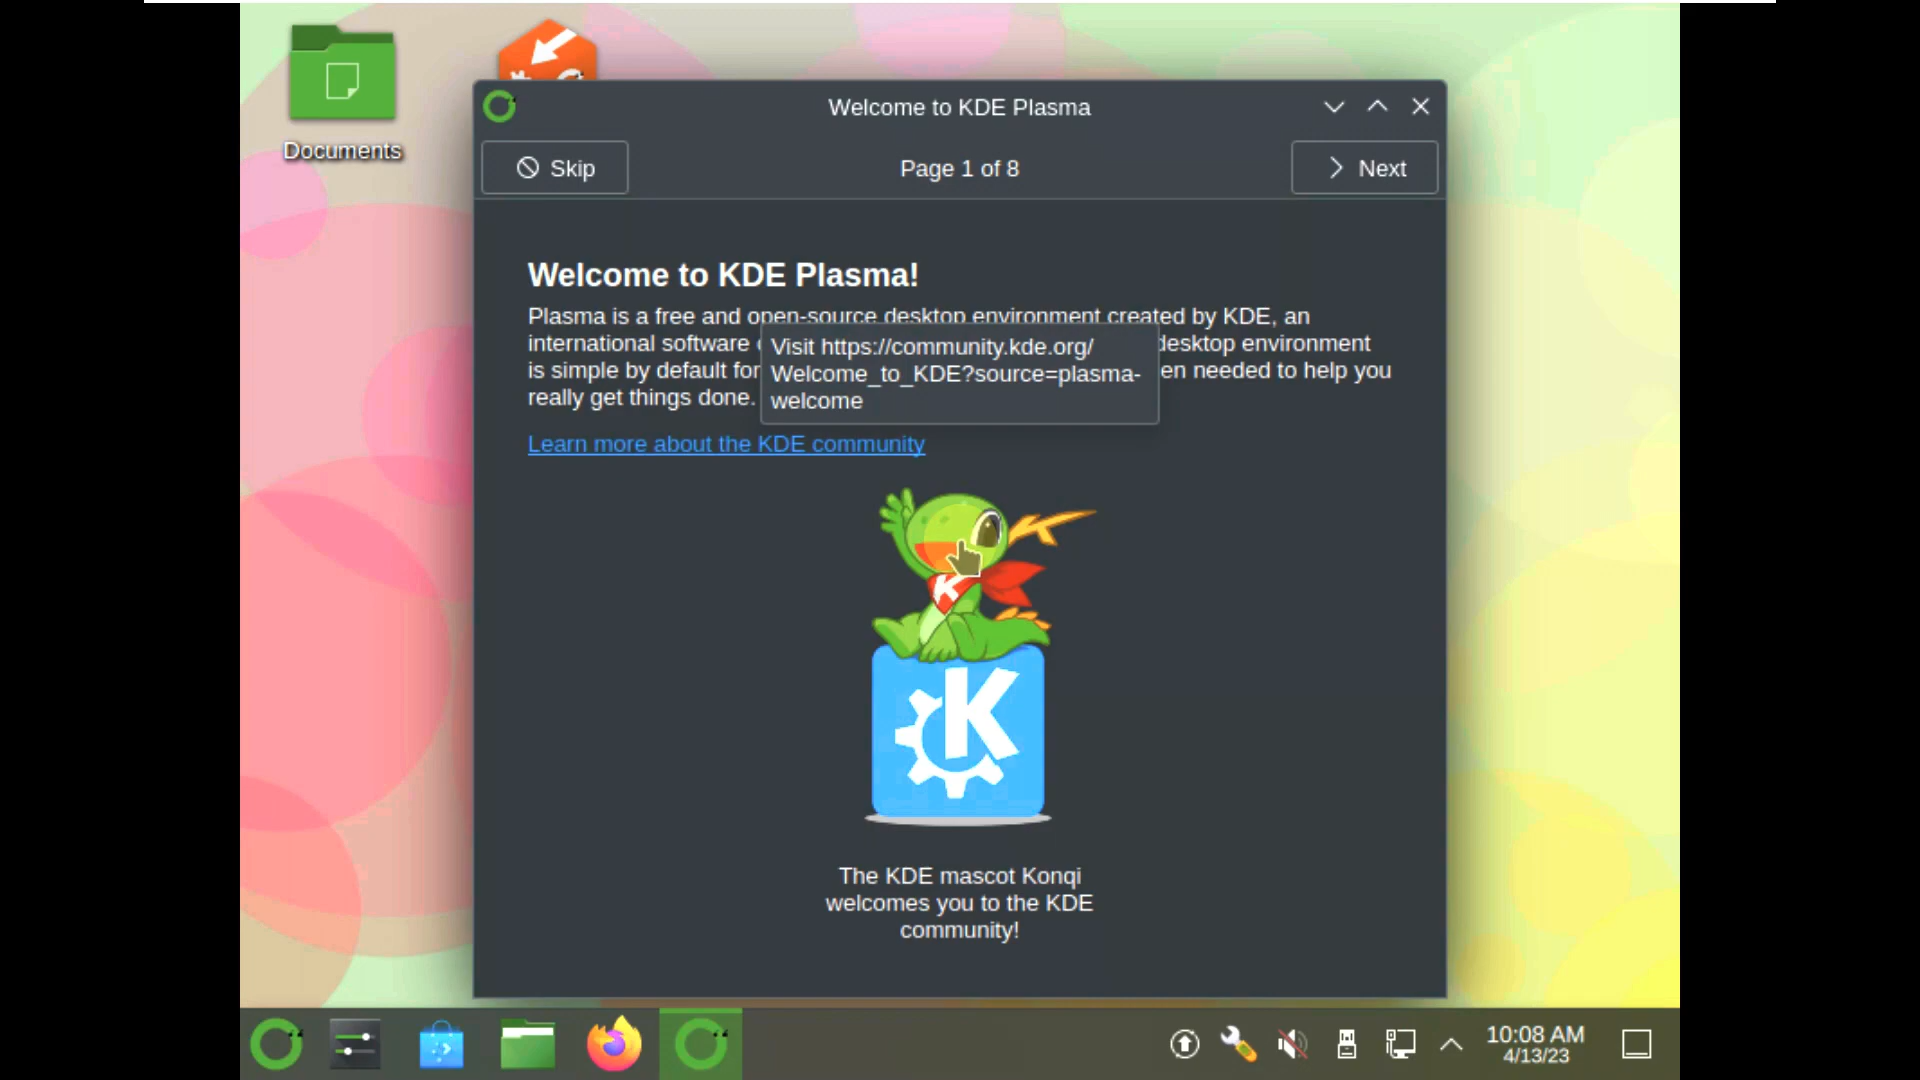 Documents
Welcome to KDE Plasma
Skip
Page 1 of 8
Next
Welcome to KDE Plasma!
Plasma is a free and open-source desktop environment created by KDE, an
international software desktop environment
is simple by default for needed to help you
really get things done.
Visit https://community.kde.org/
Welcome_to_KDE?source=plasma-
welcome
Learn more about the KDE community
K
K
The KDE mascot Konqi
welcomes you to the KDE
community!
10:08 AM
4/13/23